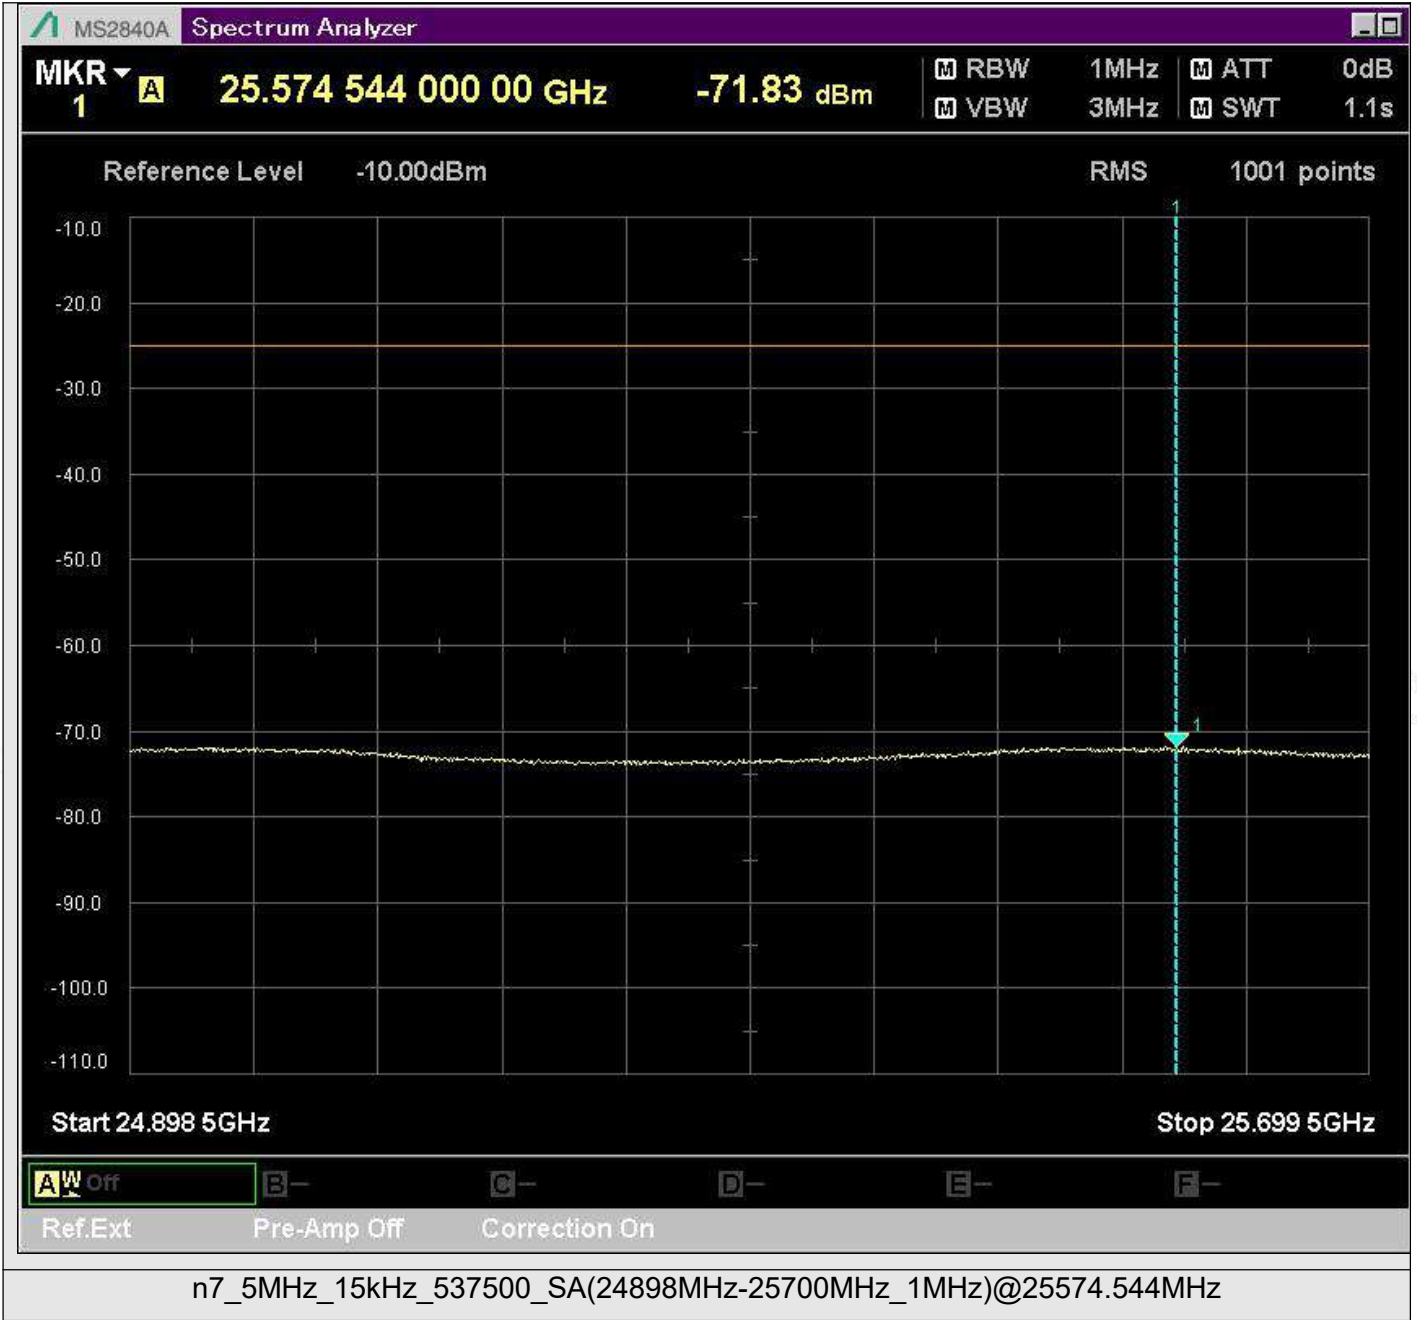 MS2840A Spectrum Analyzer
MKR 1 A 25.574 544 000 00 GHz -71.83 dBm M RBW 1MHz M ATT 0dB
M VBW 3MHz M SWT 1.1s
Reference Level -10.00dBm RMS 1001 points
1
-10.0
-20.0
-30.0
-40.0
-50.0
-60.0
-70.0
1
-80.0
-90.0
-100.0
-110.0
Start 24.898 5GHz Stop 25.699 5GHz
A W Off B— C— D— E— F—
Ref.Ext Pre-Amp Off Correction On
n7_5MHz_15kHz_537500_SA(24898MHz-25700MHz_1MHz)@25574.544MHz